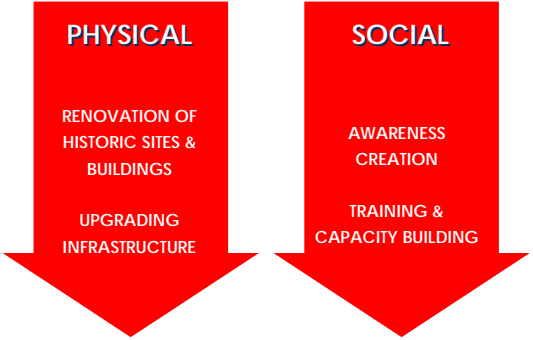 PHYSICAL
RENOVATION OF
HISTORIC SITES &
BUILDINGS
UPGRADING
INFRASTRUCTURE
SOCIAL
AWARENESS
CREATION
TRAINING &
CAPACITY BUILDING